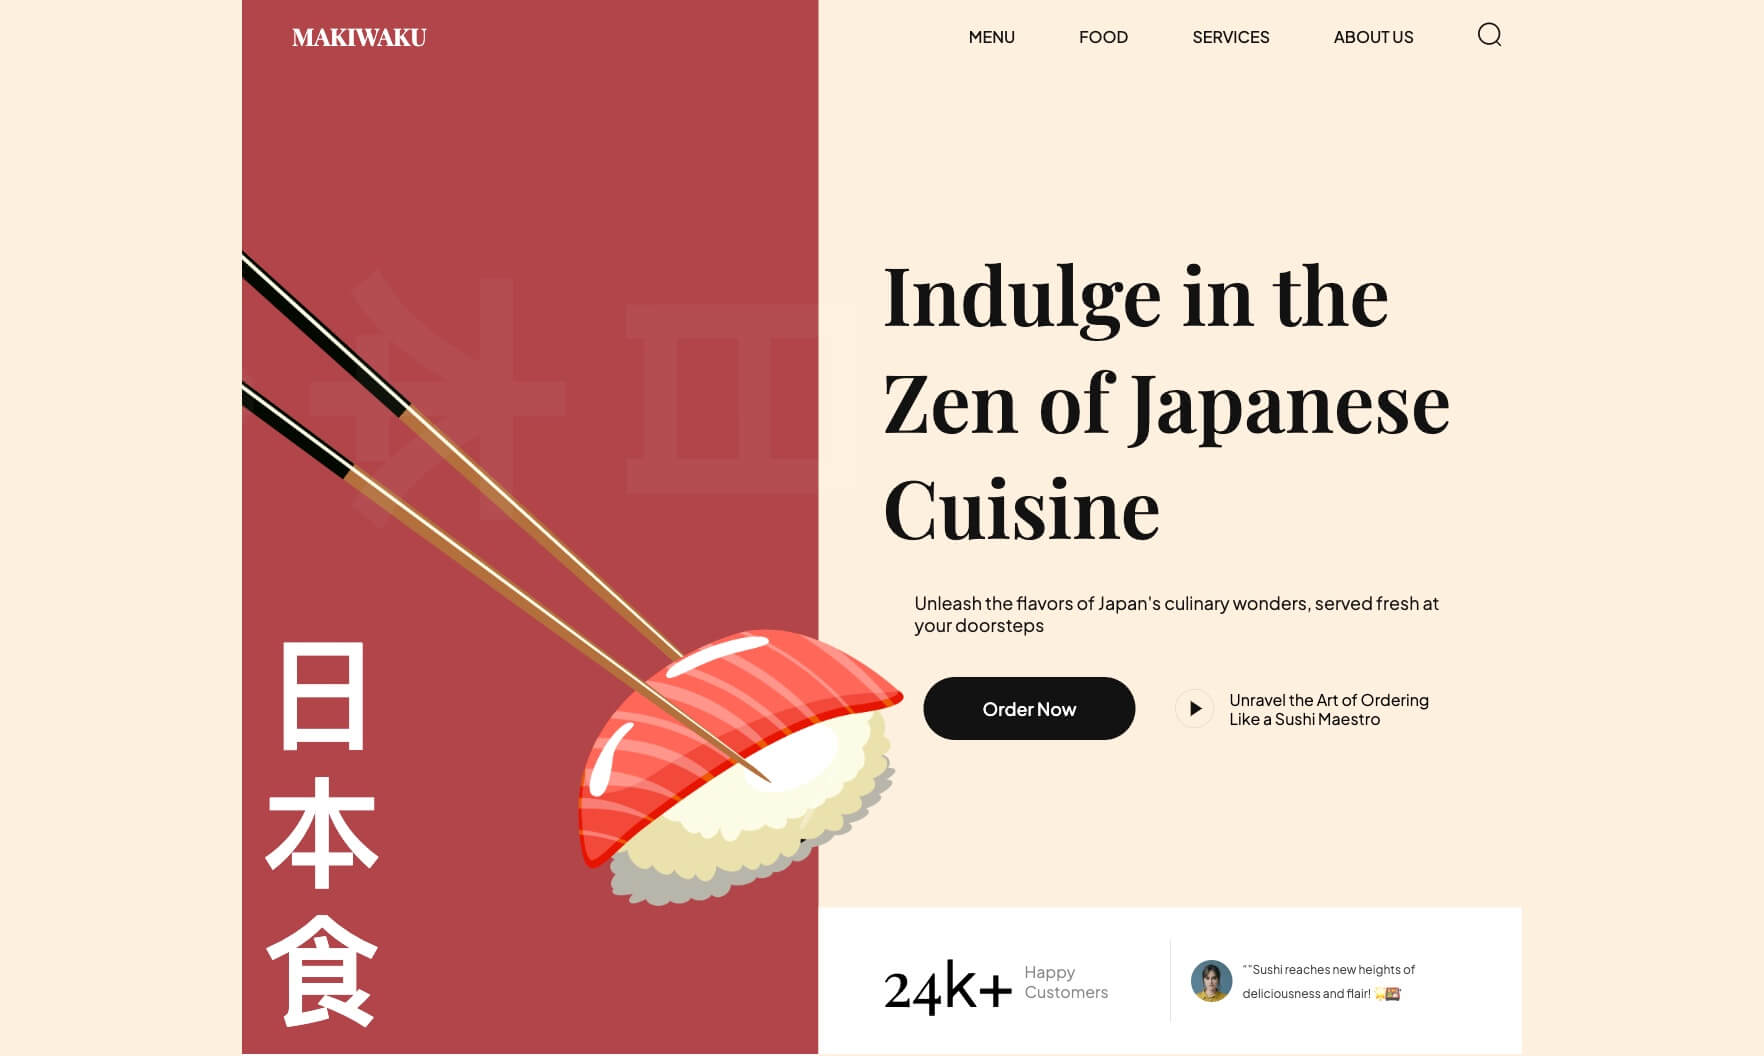 MAKIWAKU
MENU
FOOD
SERVICES
ABOUT US
Indulge in the
Zen of Japanese
Cuisine
Unleash the flavors of Japan's culinary wonders, served fresh at
your doorsteps
Order Now
Unravel the Art of Ordering
Like a Sushi Maestro
日
本
食
24k+
Happy
Customers
““Sushi reaches new heights of
deliciousness and flair! 🌟🍱"